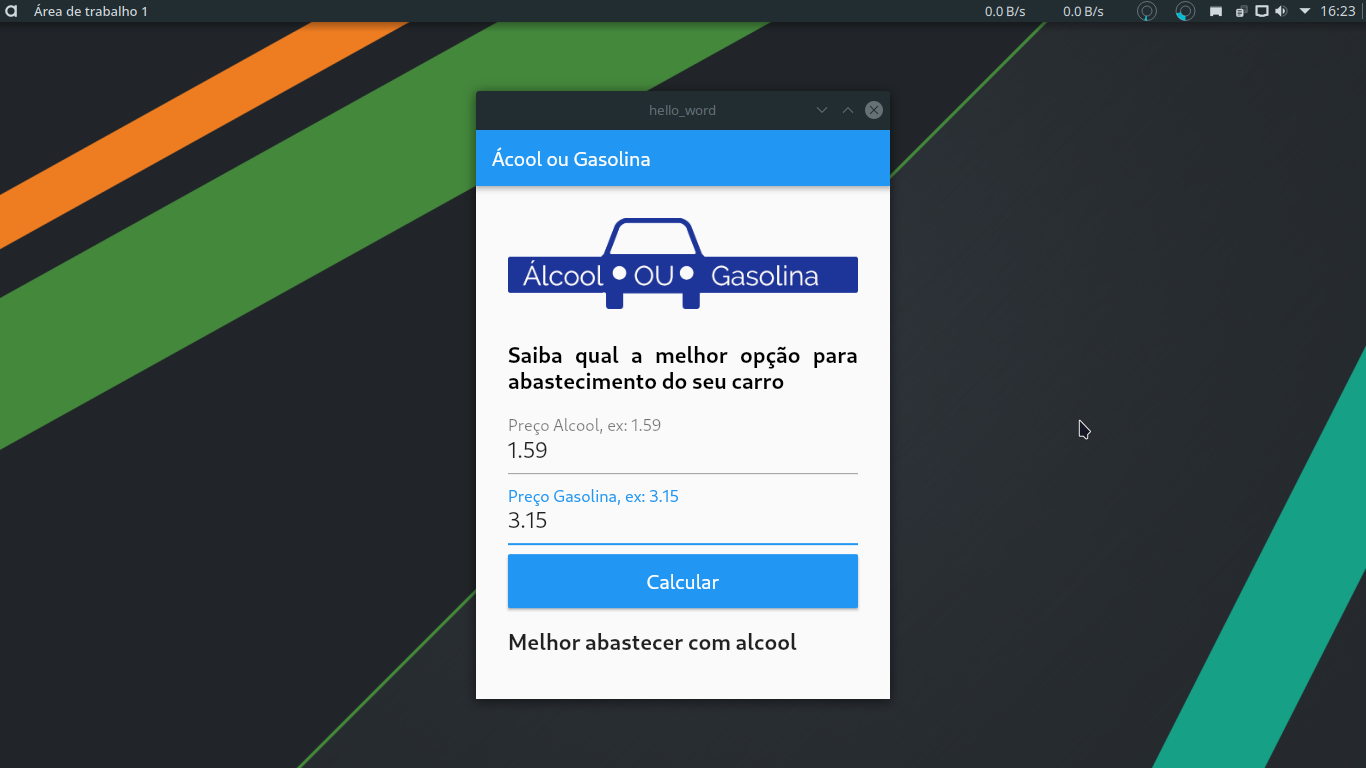 Área de trabalho 1
0.0 B/s
0.0 B/s
16:23
hello_word
Ácool ou Gasolina
Álcool OU Gasolina
Saiba qual a melhor opção para
abastecimento do seu carro
Preço Alcool, ex: 1.59
1.59
Preço Gasolina, ex: 3.15
3.15
Calcular
Melhor abastecer com alcool